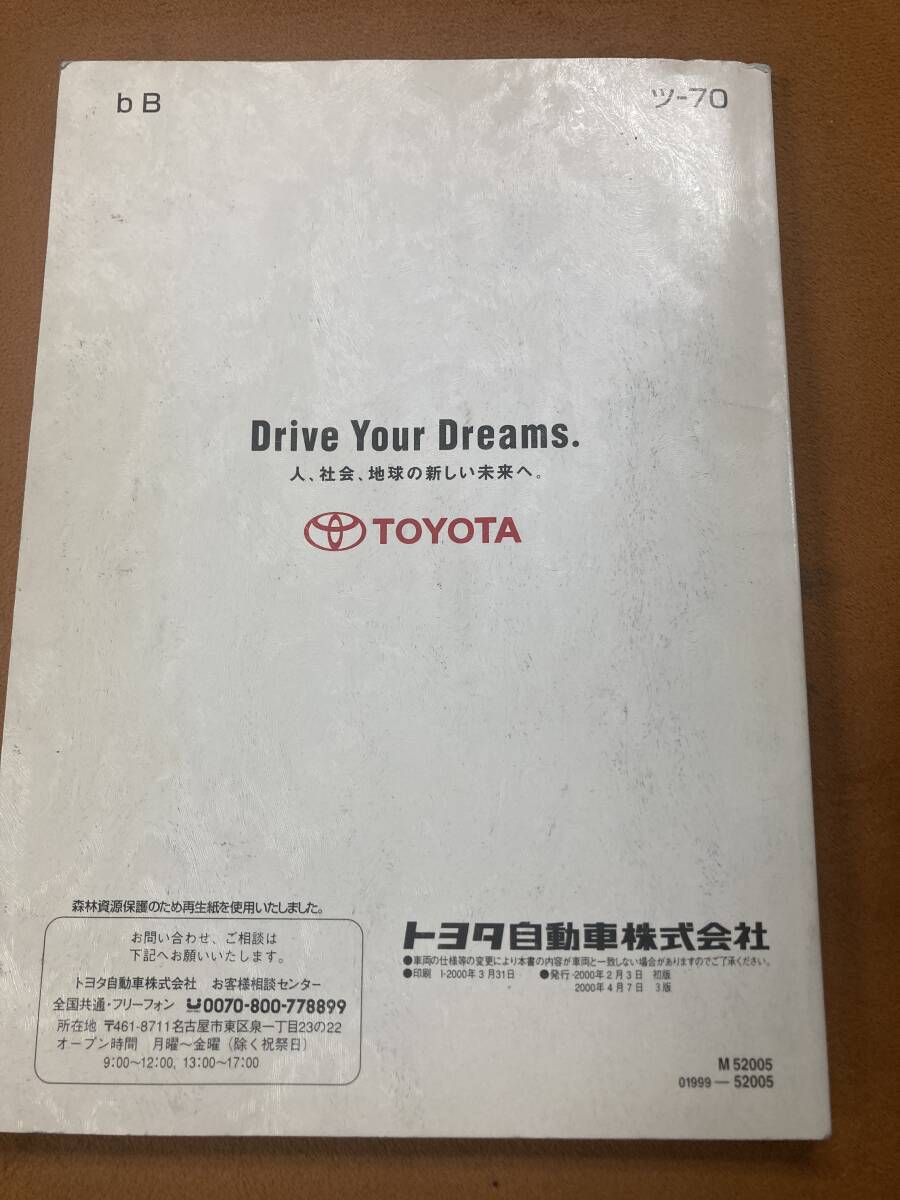 bB
ツ-70
Drive Your Dreams.
人、社会、地球の新しい未来へ。
TOYOTA
森林資源保護のため再生紙を使用いたしました。
お問い合わせ、ご相談は
下記へお願いいたします。
トヨタ自動車株式会社 お客様相談センター
全国共通・フリーフォン 0070-800-778899
所在地 〒461-8711名古屋市東区泉一丁目23の22
オープン時間 月曜～金曜（除く祝祭日）
9:00～12:00, 13:00～17:00
トヨタ自動車株式会社
●車両の仕様等の変更により本書の内容が車両と一致しない場合がありますのでご了承ください。
●印刷 I-2000年3月31日 ●発行-2000年2月3日 初版
2000年4月7日 3版
M 52005
01999—52005